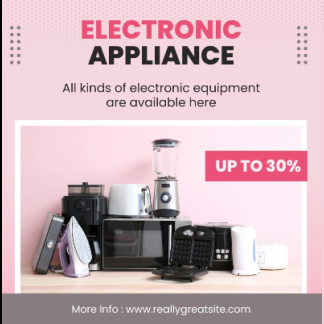 ELECTRONIC
APPLIANCE
All kinds of electronic equipment
are available here
UP TO 30%
More Info : www.reallygreatsite.com